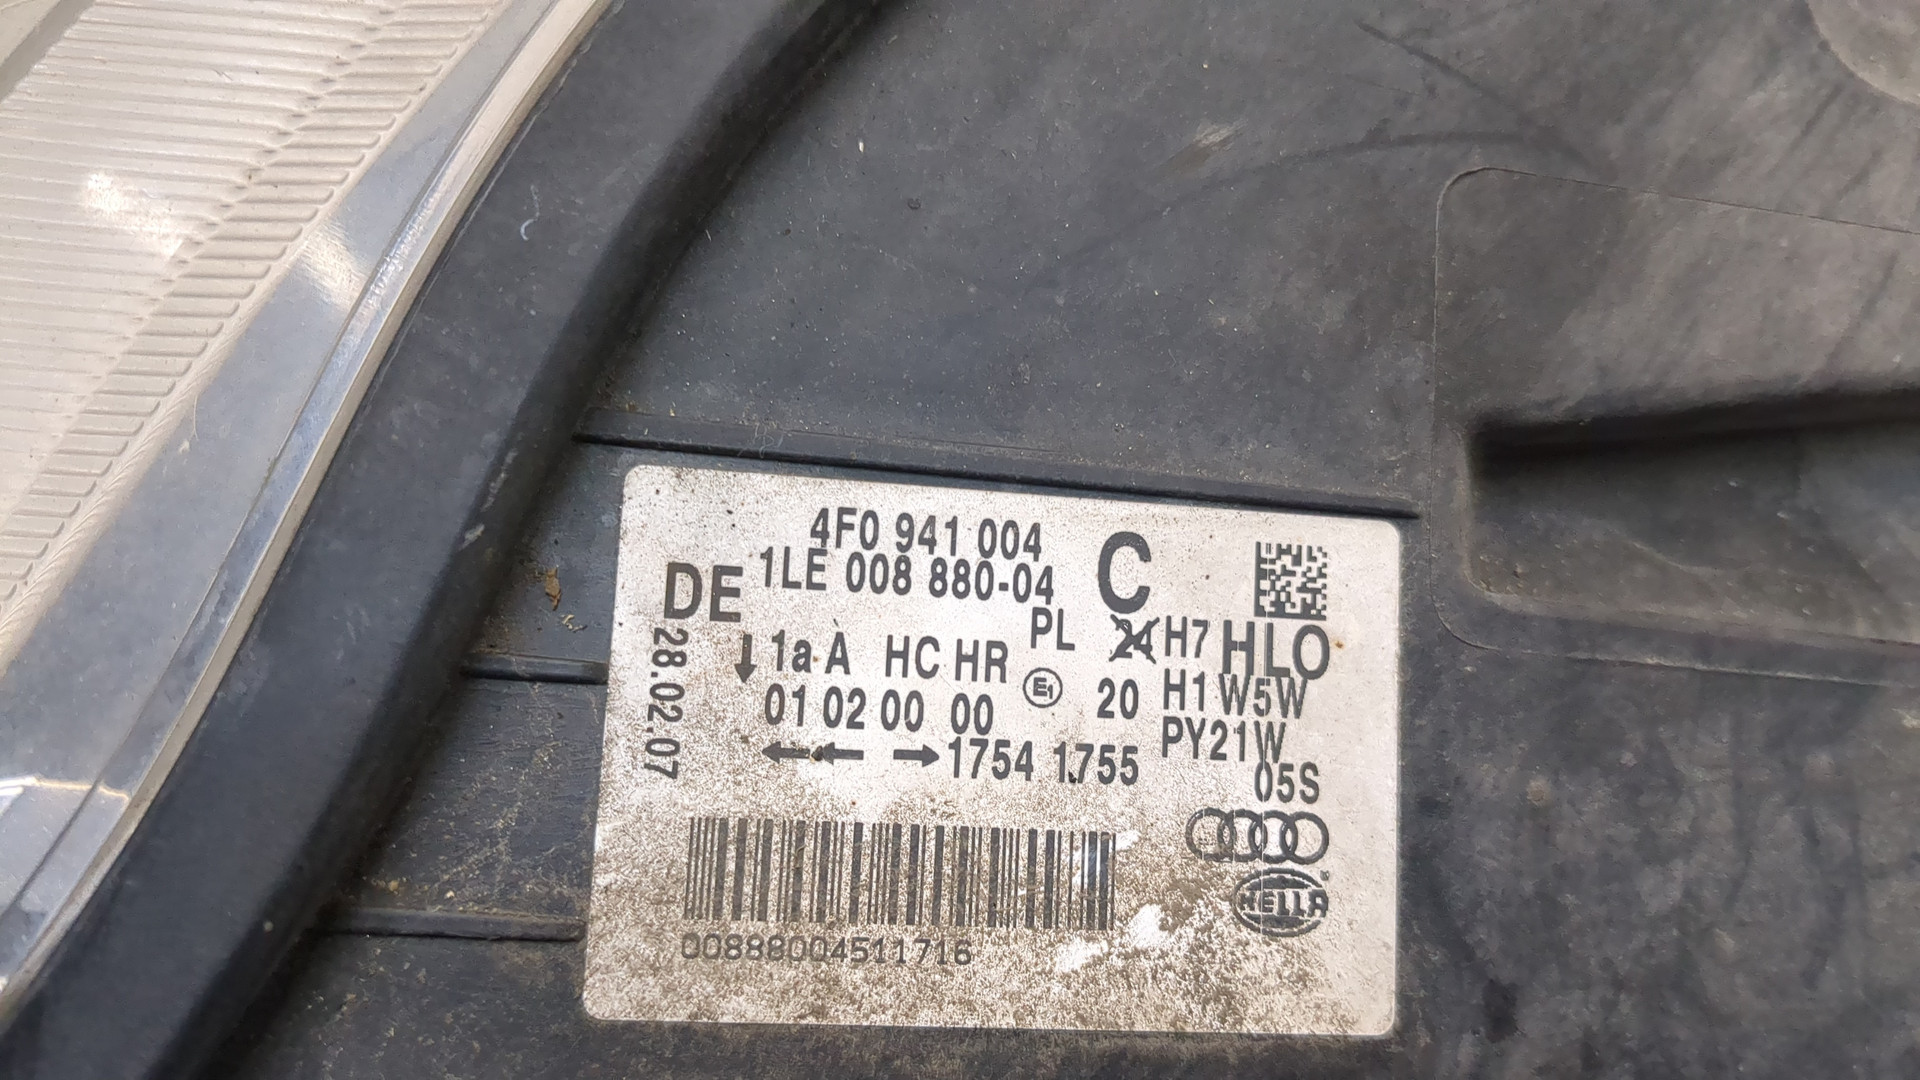 4F0 941 004 C
DE 1LE 008 880-04
PL 24 H7 HLO
1a A HC HR E1 20 H1 W5W
01 02 00 00 PY21W
← ← → 1754 1755 05S
28.02.07
HELLA
00888004511716